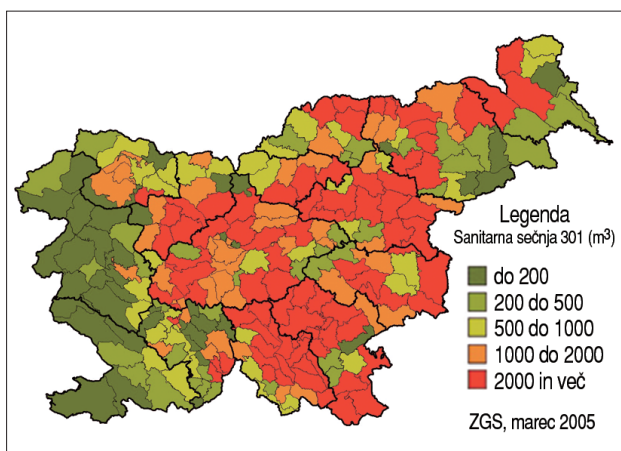 Legenda
Sanitarna sečnja 301 (m³)
do 200
200 do 500
500 do 1000
1000 do 2000
2000 in več
ZGS, marec 2005